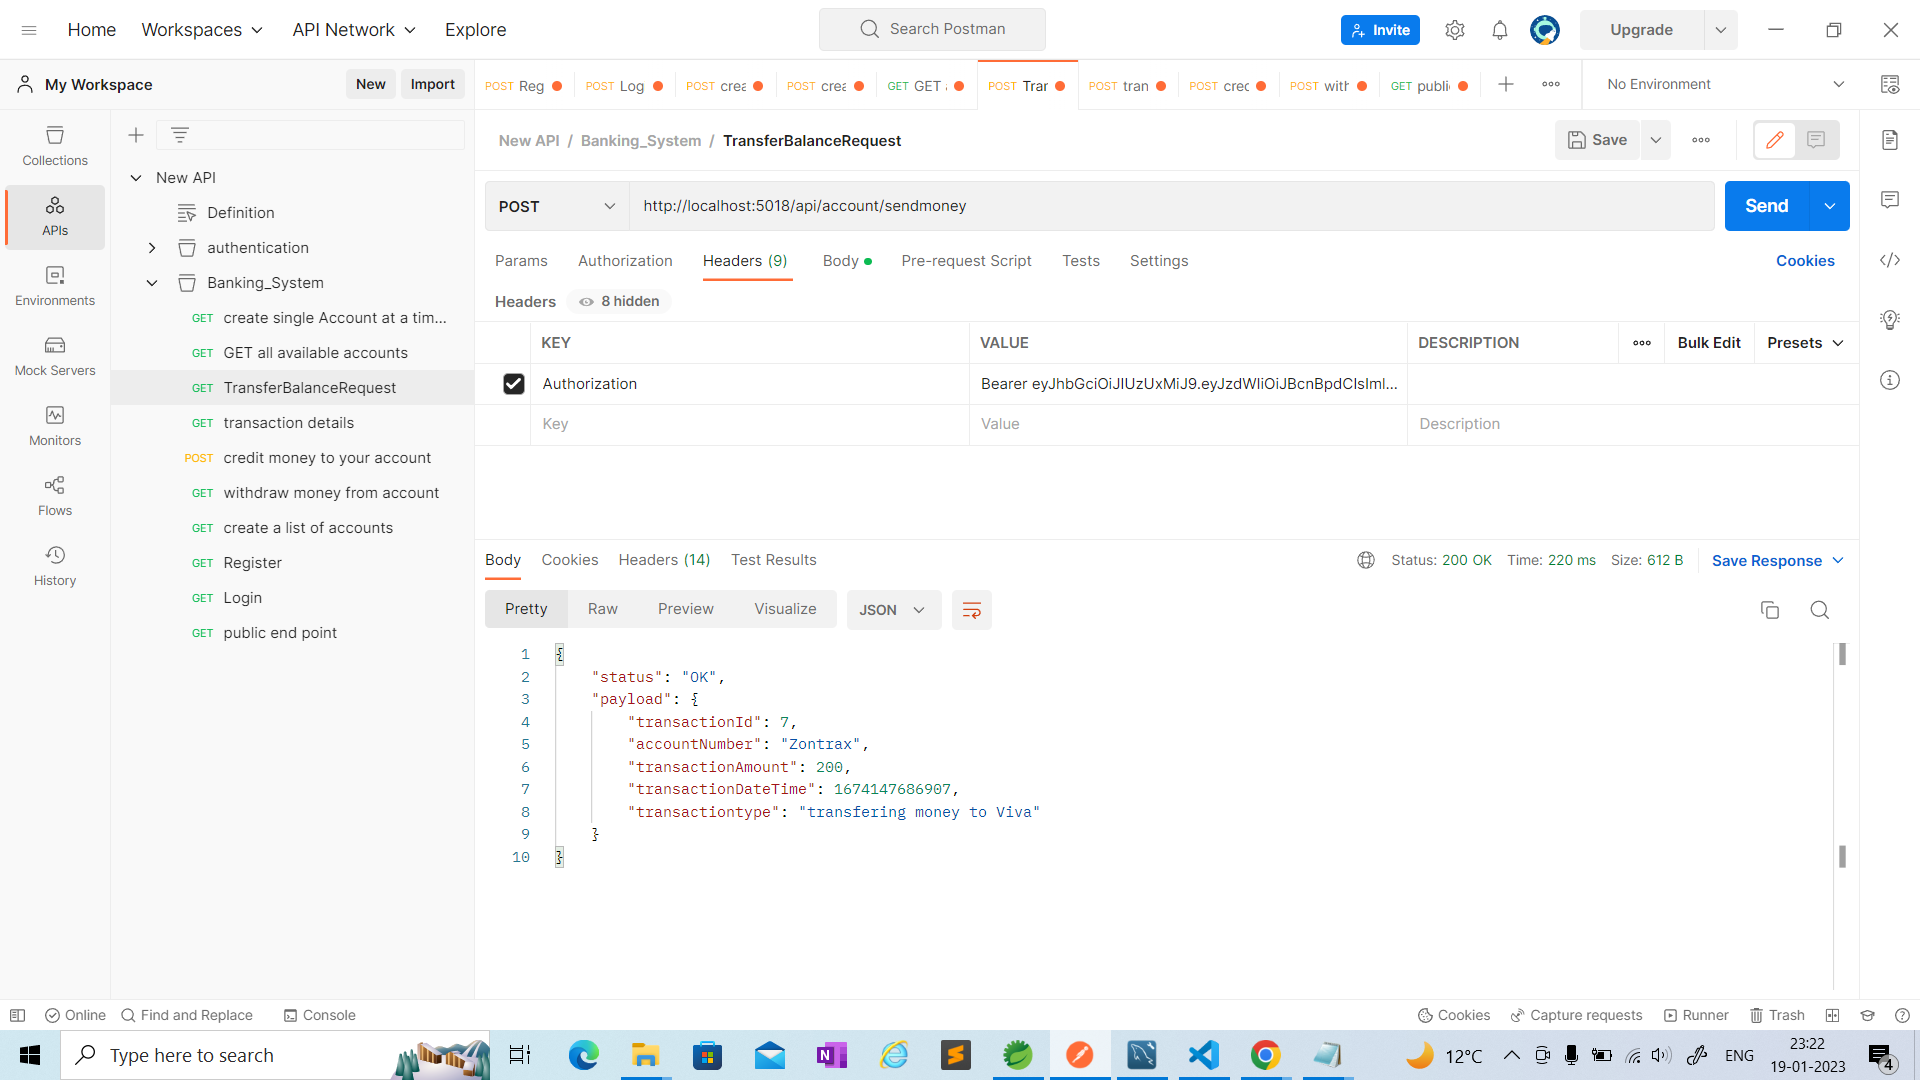 Home
Workspaces
API Network
Explore
Search Postman
Invite
Upgrade
My Workspace
New
Import
POST Reg
POST Log
POST crea
POST crea
GET GET
POST Trar
POST tran
POST crec
POST with
GET publi
No Environment
Collections
APIs
Environments
Mock Servers
Monitors
Flows
History
New API
Definition
authentication
Banking_System
GET create single Account at a tim...
GET GET all available accounts
GET TransferBalanceRequest
GET transaction details
POST credit money to your account
GET withdraw money from account
GET create a list of accounts
GET Register
GET Login
GET public end point
New API / Banking_System / TransferBalanceRequest
Save
POST
http://localhost:5018/api/account/sendmoney
Send
Params
Authorization
Headers (9)
Body
Pre-request Script
Tests
Settings
Cookies
Headers
8 hidden
KEY
VALUE
DESCRIPTION
Bulk Edit
Presets
Authorization
Bearer eyJhbGciOiJIUzUxMiJ9.eyJzdWIiOiJBcnBpdCIsImI...
Key
Value
Description
Body
Cookies
Headers (14)
Test Results
Status: 200 OK
Time: 220 ms
Size: 612 B
Save Response
Pretty
Raw
Preview
Visualize
JSON
1 {
2 "status": "OK",
3 "payload": {
4 "transactionId": 7,
5 "accountNumber": "Zontrax",
6 "transactionAmount": 200,
7 "transactionDateTime": 1674147686907,
8 "transactiontype": "transfering money to Viva"
9 }
10 }
Online
Find and Replace
Console
Cookies
Capture requests
Runner
Trash
Type here to search
12°C
ENG
23:22
19-01-2023
4